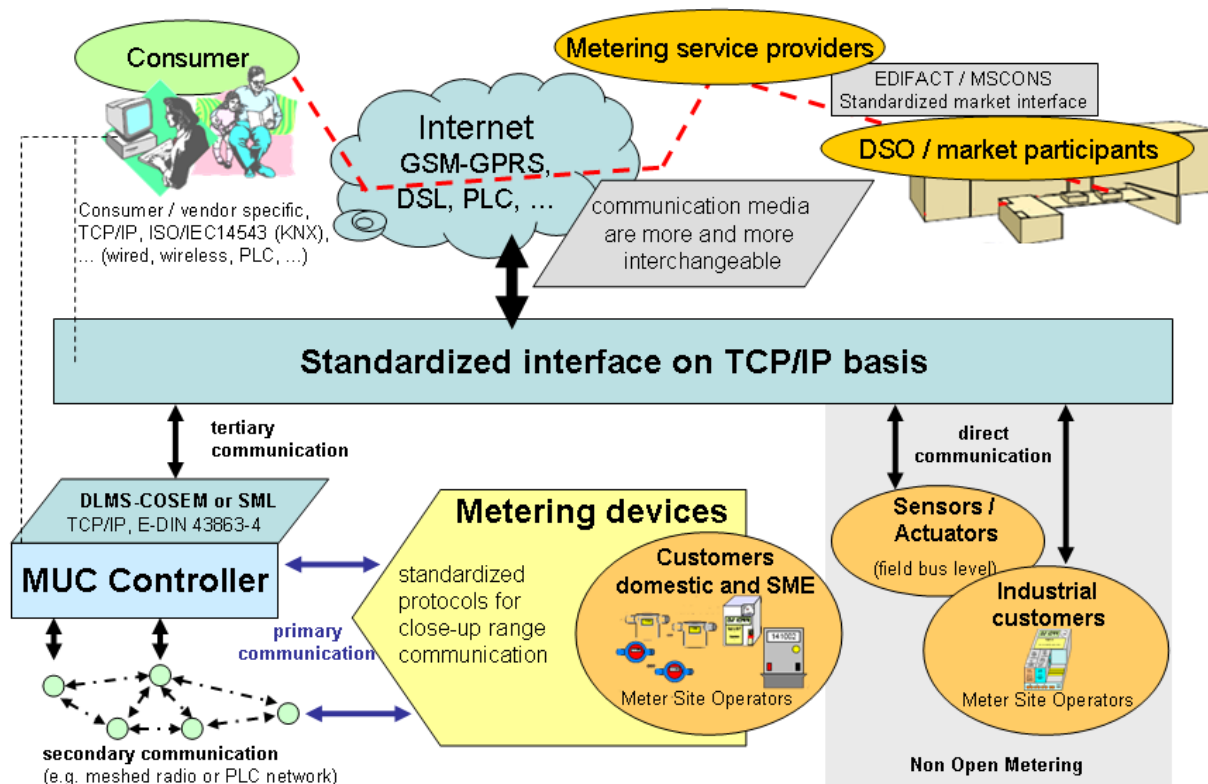 Consumer
Metering service providers
EDIFACT / MSCONS
Standardized market interface
DSO / market participants
Internet
GSM-GPRS,
DSL, PLC, ...
communication media
are more and more
interchangeable
Consumer / vendor specific,
TCP/IP, ISO/IEC14543 (KNX),
... (wired, wireless, PLC, ...)
Standardized interface on TCP/IP basis
tertiary
communication
direct
communication
DLMS-COSEM or SML
TCP/IP, E-DIN 43863-4
MUC Controller
Metering devices
standardized
protocols for
close-up range
communication
Customers
domestic and SME
141002
Meter Site Operators
Sensors /
Actuators
(field bus level)
Industrial
customers
Meter Site Operators
primary
communication
secondary communication
(e.g. meshed radio or PLC network)
Non Open Metering